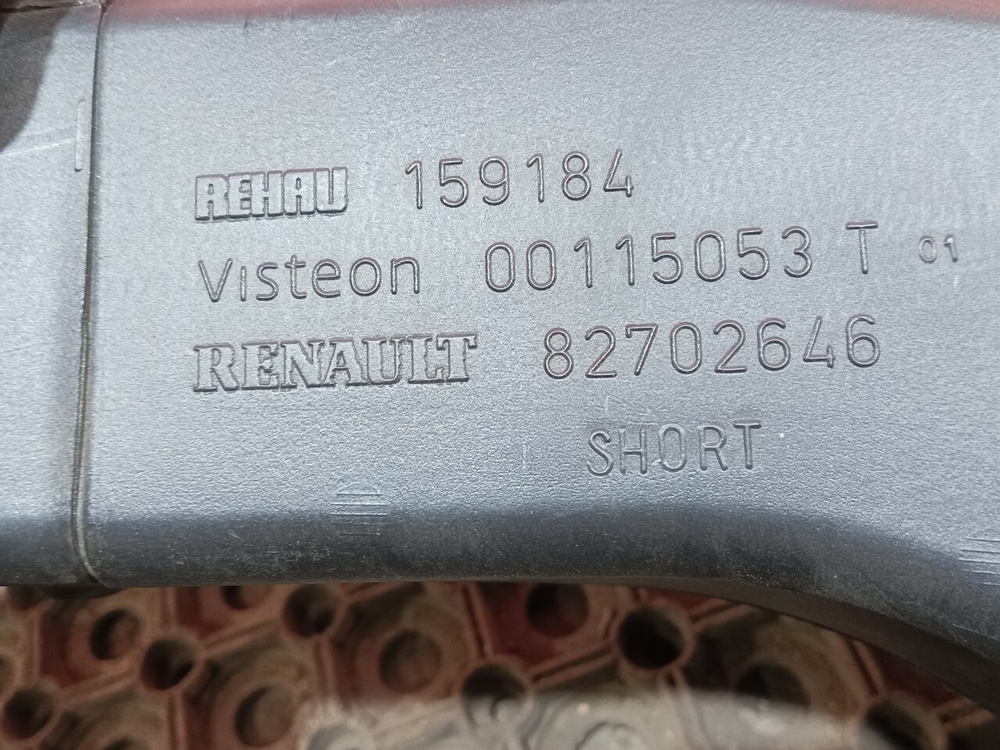 REHAU 159184
Visteon 00115053 T 01
RENAULT 82702646
SHORT